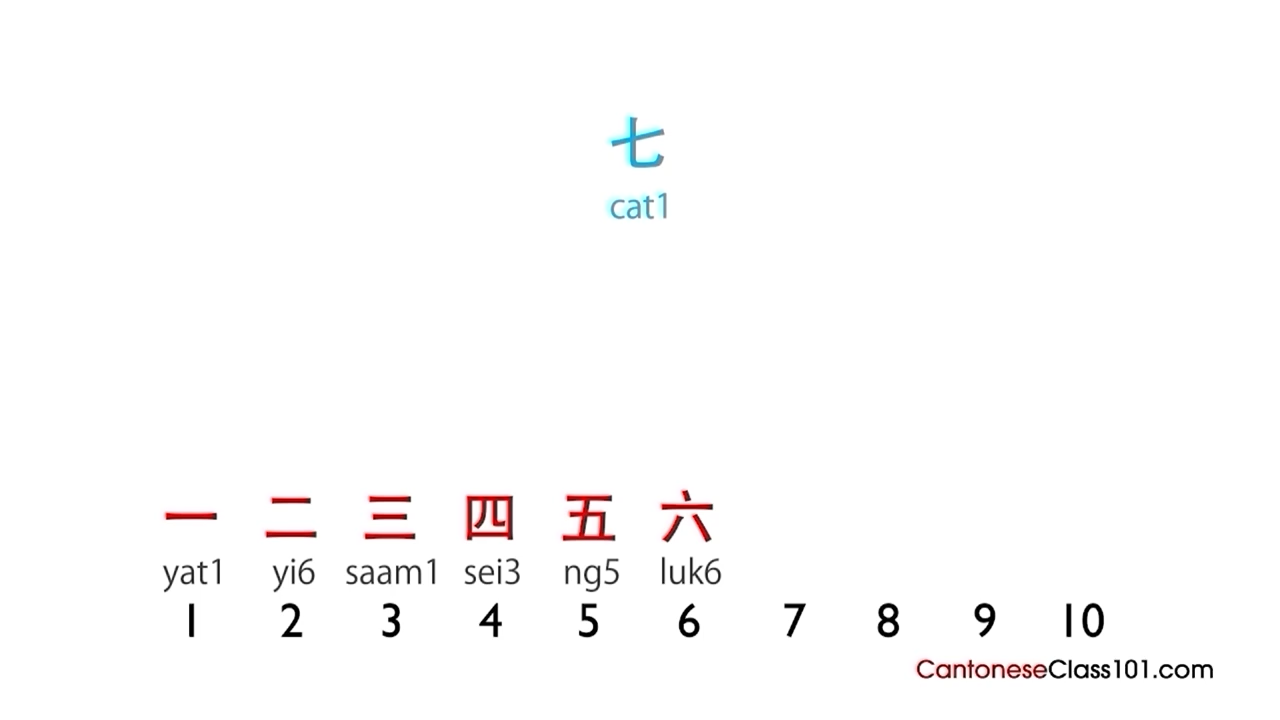 七
cat1
一 二 三 四 五 六
yat1 yi6 saam1 sei3 ng5 luk6
1 2 3 4 5 6 7 8 9 10
CantoneseClass101.com